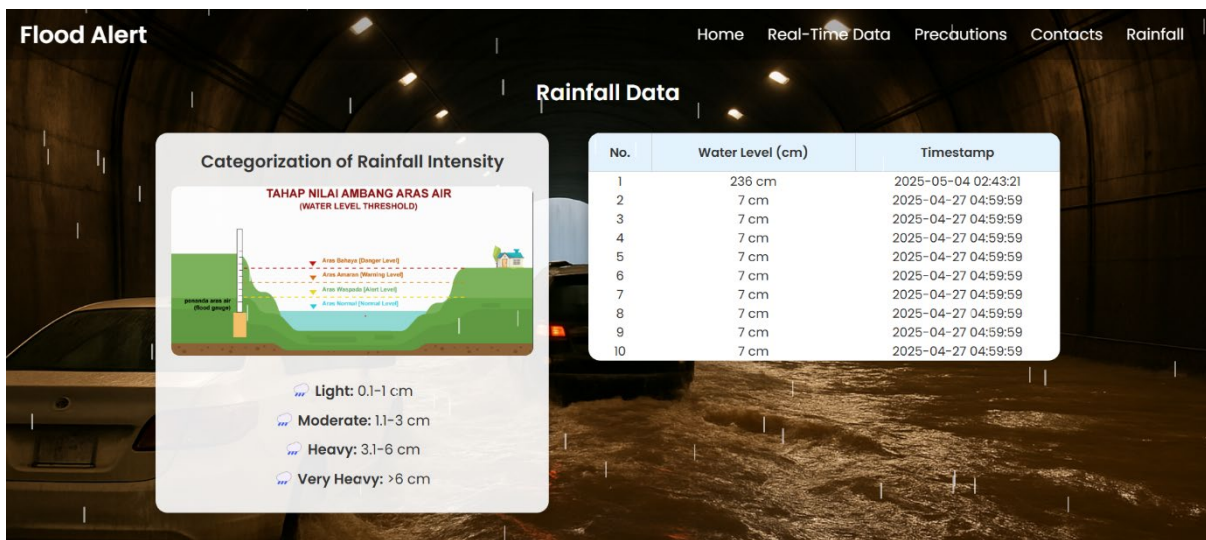 Flood Alert
Home Real-Time Data Precautions Contacts Rainfall
Rainfall Data
Categorization of Rainfall Intensity
TAHAP NILAI AMBANG ARAS AIR
(WATER LEVEL THRESHOLD)
Aras Bahaya [Danger Level]
Aras Amaran [Warning Level]
Aras Waspada [Alert Level]
Aras Normal [Normal Level]
penanda aras air
(flood gauge)
Light: 0.1-1 cm
Moderate: 1.1-3 cm
Heavy: 3.1-6 cm
Very Heavy: >6 cm
No. Water Level (cm) Timestamp
1 236 cm 2025-05-04 02:43:21
2 7 cm 2025-04-27 04:59:59
3 7 cm 2025-04-27 04:59:59
4 7 cm 2025-04-27 04:59:59
5 7 cm 2025-04-27 04:59:59
6 7 cm 2025-04-27 04:59:59
7 7 cm 2025-04-27 04:59:59
8 7 cm 2025-04-27 04:59:59
9 7 cm 2025-04-27 04:59:59
10 7 cm 2025-04-27 04:59:59